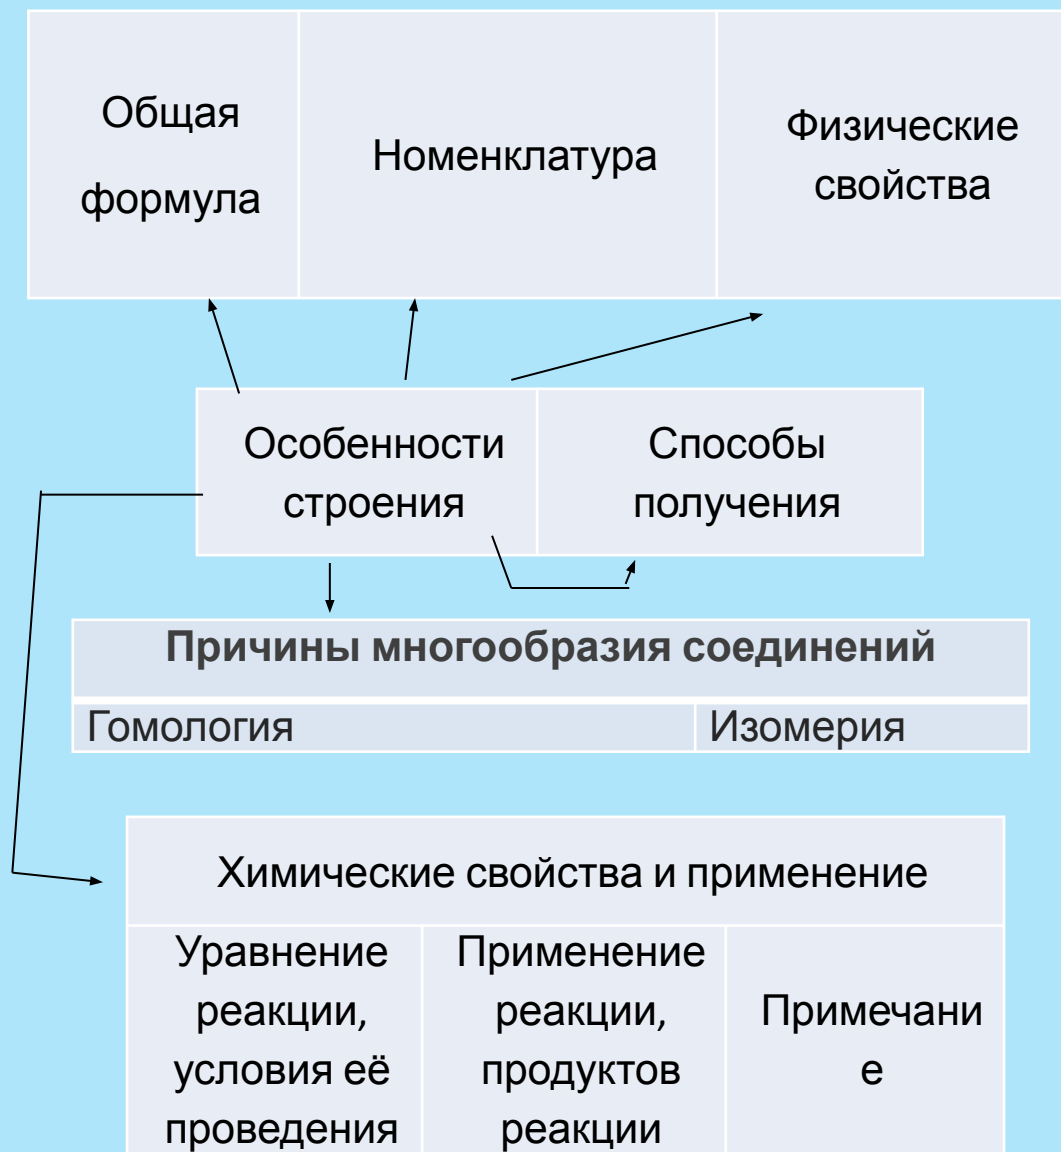 Общая
формула
Номенклатура
Физические
свойства
Особенности
строения
Способы
получения
Причины многообразия соединений
Гомология
Изомерия
Химические свойства и применение
Уравнение
реакции,
условия её
проведения
Применение
реакции,
продуктов
реакции
Примечани
е